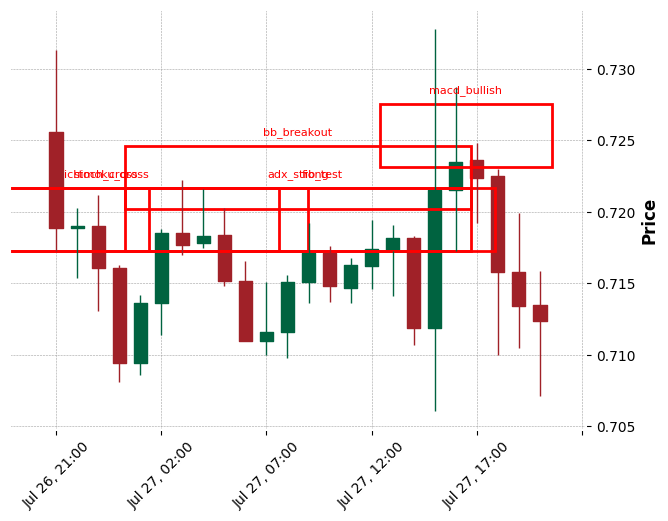 macd_bullish
bb_breakout
adx_strong
fib_test
0.730
0.725
0.720
0.715
0.710
0.705
Price
Jul 26, 21:00
Jul 27, 02:00
Jul 27, 07:00
Jul 27, 12:00
Jul 27, 17:00